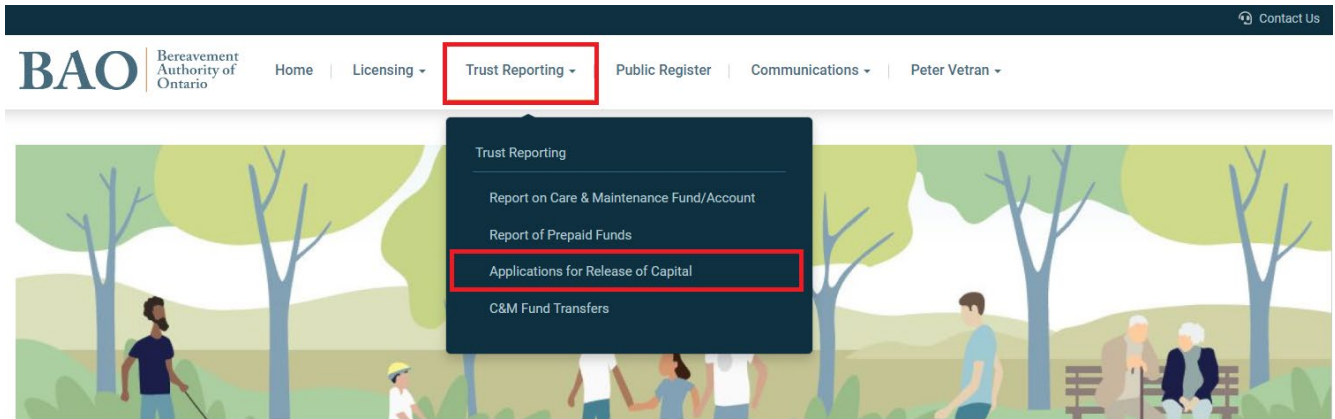 Contact Us
BAO
Bereavement
Authority of
Ontario
Home
Licensing
Trust Reporting
Public Register
Communications
Peter Vetran
Trust Reporting
Report on Care & Maintenance Fund/Account
Report of Prepaid Funds
Applications for Release of Capital
C&M Fund Transfers